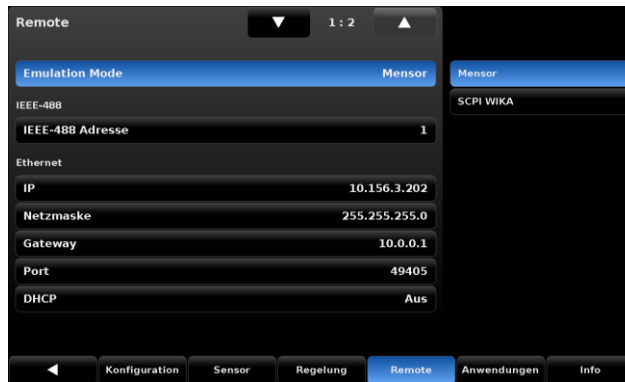 Remote 1 : 2
Emulation Mode Mensor
IEEE-488
IEEE-488 Adresse 1
Ethernet
IP 10.156.3.202
Netzmaske 255.255.255.0
Gateway 10.0.0.1
Port 49405
DHCP Aus
Mensor
SCPI WIKA
Konfiguration Sensor Regelung Remote Anwendungen Info